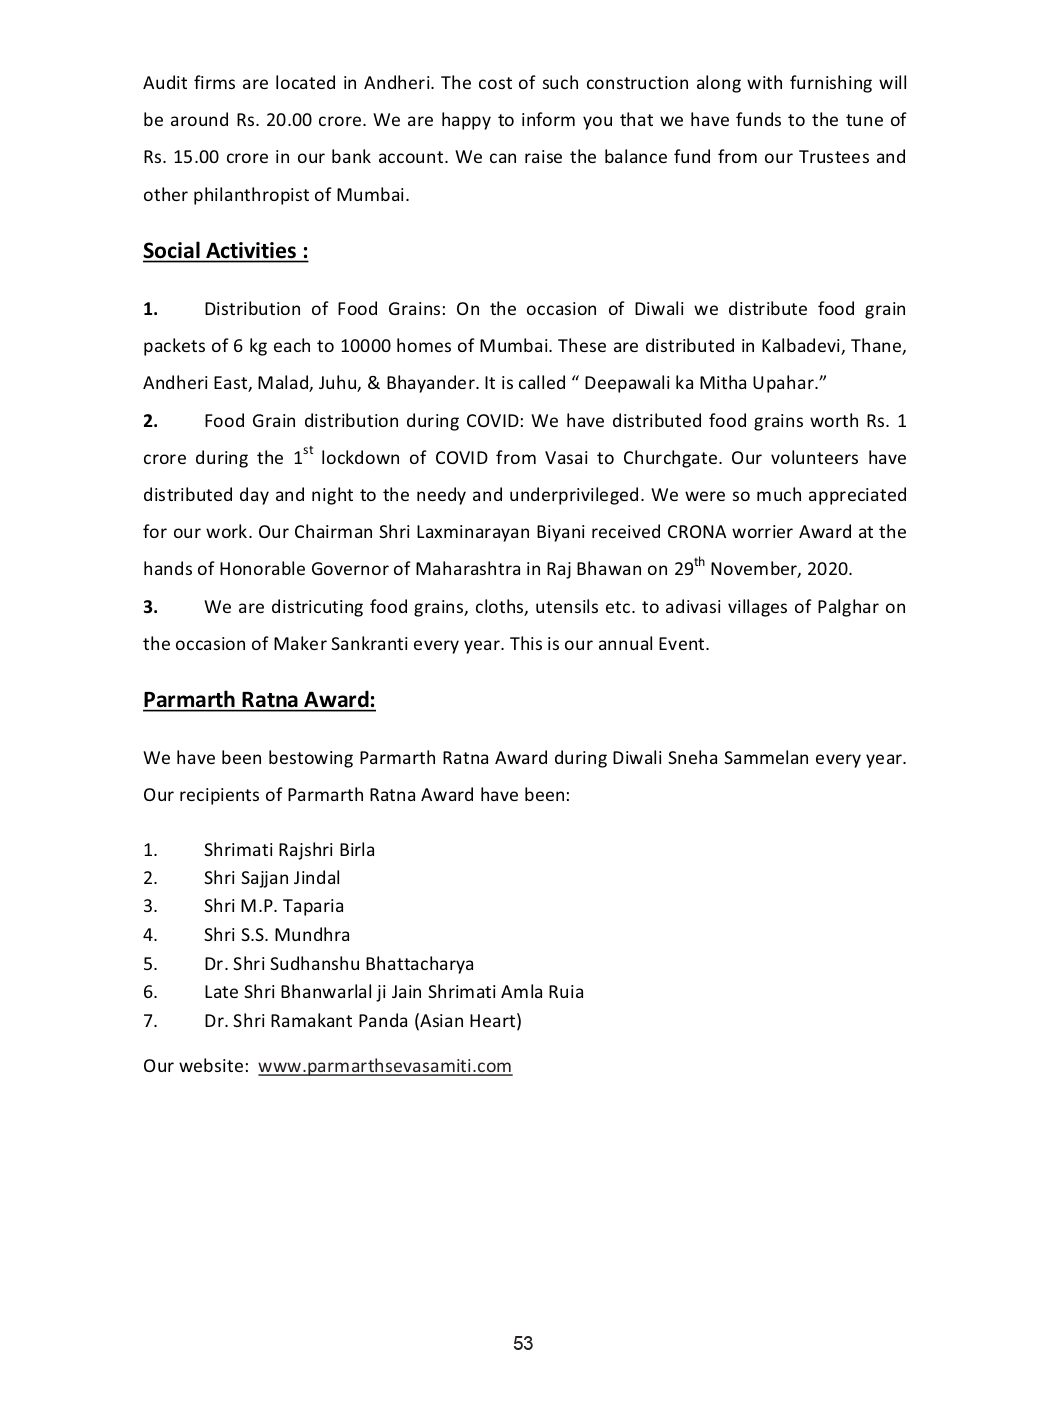 Audit firms are located in Andheri. The cost of such construction along with furnishing will
be around Rs. 20.00 crore. We are happy to inform you that we have funds to the tune of
Rs. 15.00 crore in our bank account. We can raise the balance fund from our Trustees and
other philanthropist of Mumbai.
Social Activities :
1. Distribution of Food Grains: On the occasion of Diwali we distribute food grain
packets of 6 kg each to 10000 homes of Mumbai. These are distributed in Kalbadevi, Thane,
Andheri East, Malad, Juhu, & Bhayander. It is called “ Deepawali ka Mitha Upahar.”
2. Food Grain distribution during COVID: We have distributed food grains worth Rs. 1
crore during the 1st lockdown of COVID from Vasai to Churchgate. Our volunteers have
distributed day and night to the needy and underprivileged. We were so much appreciated
for our work. Our Chairman Shri Laxminarayan Biyani received CRONA worrier Award at the
hands of Honorable Governor of Maharashtra in Raj Bhawan on 29th November, 2020.
3. We are districuting food grains, cloths, utensils etc. to adivasi villages of Palghar on
the occasion of Maker Sankranti every year. This is our annual Event.
Parmarth Ratna Award:
We have been bestowing Parmarth Ratna Award during Diwali Sneha Sammelan every year.
Our recipients of Parmarth Ratna Award have been:
1. Shrimati Rajshri Birla
2. Shri Sajjan Jindal
3. Shri M.P. Taparia
4. Shri S.S. Mundhra
5. Dr. Shri Sudhanshu Bhattacharya
6. Late Shri Bhanwarlal ji Jain Shrimati Amla Ruia
7. Dr. Shri Ramakant Panda (Asian Heart)
Our website: www.parmarthsevasamiti.com
53